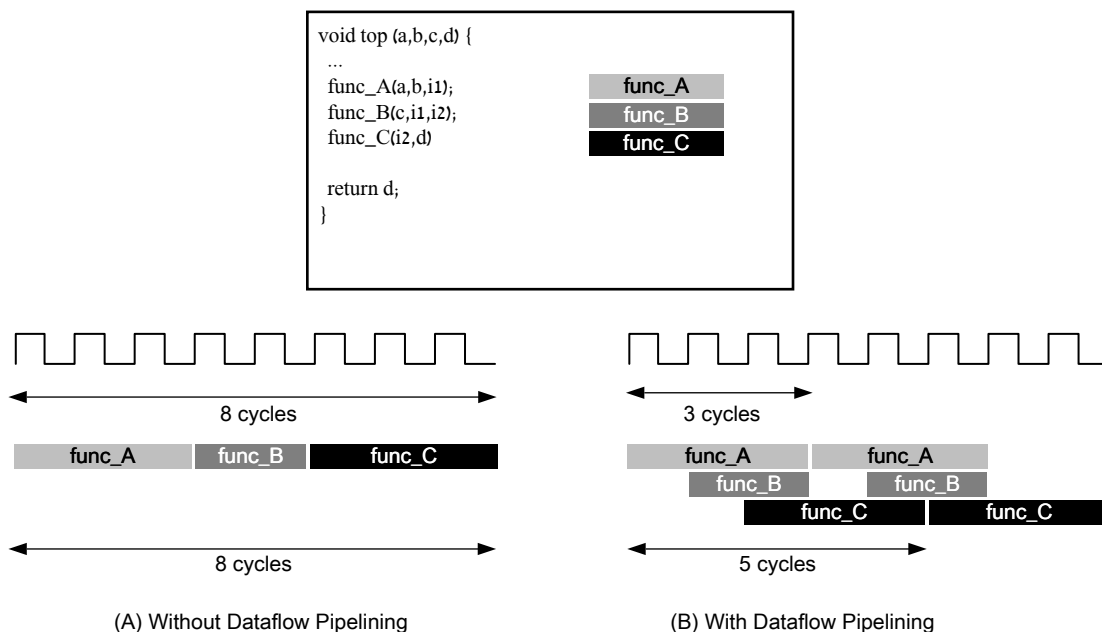 void top (a,b,c,d) {
...
func_A(a,b,i1);
func_B(c,i1,i2);
func_C(i2,d)
return d;
}
func_A
func_B
func_C
8 cycles
func_A func_B func_C
8 cycles
(A) Without Dataflow Pipelining
3 cycles
func_A func_A
func_B func_B
func_C func_C
5 cycles
(B) With Dataflow Pipelining